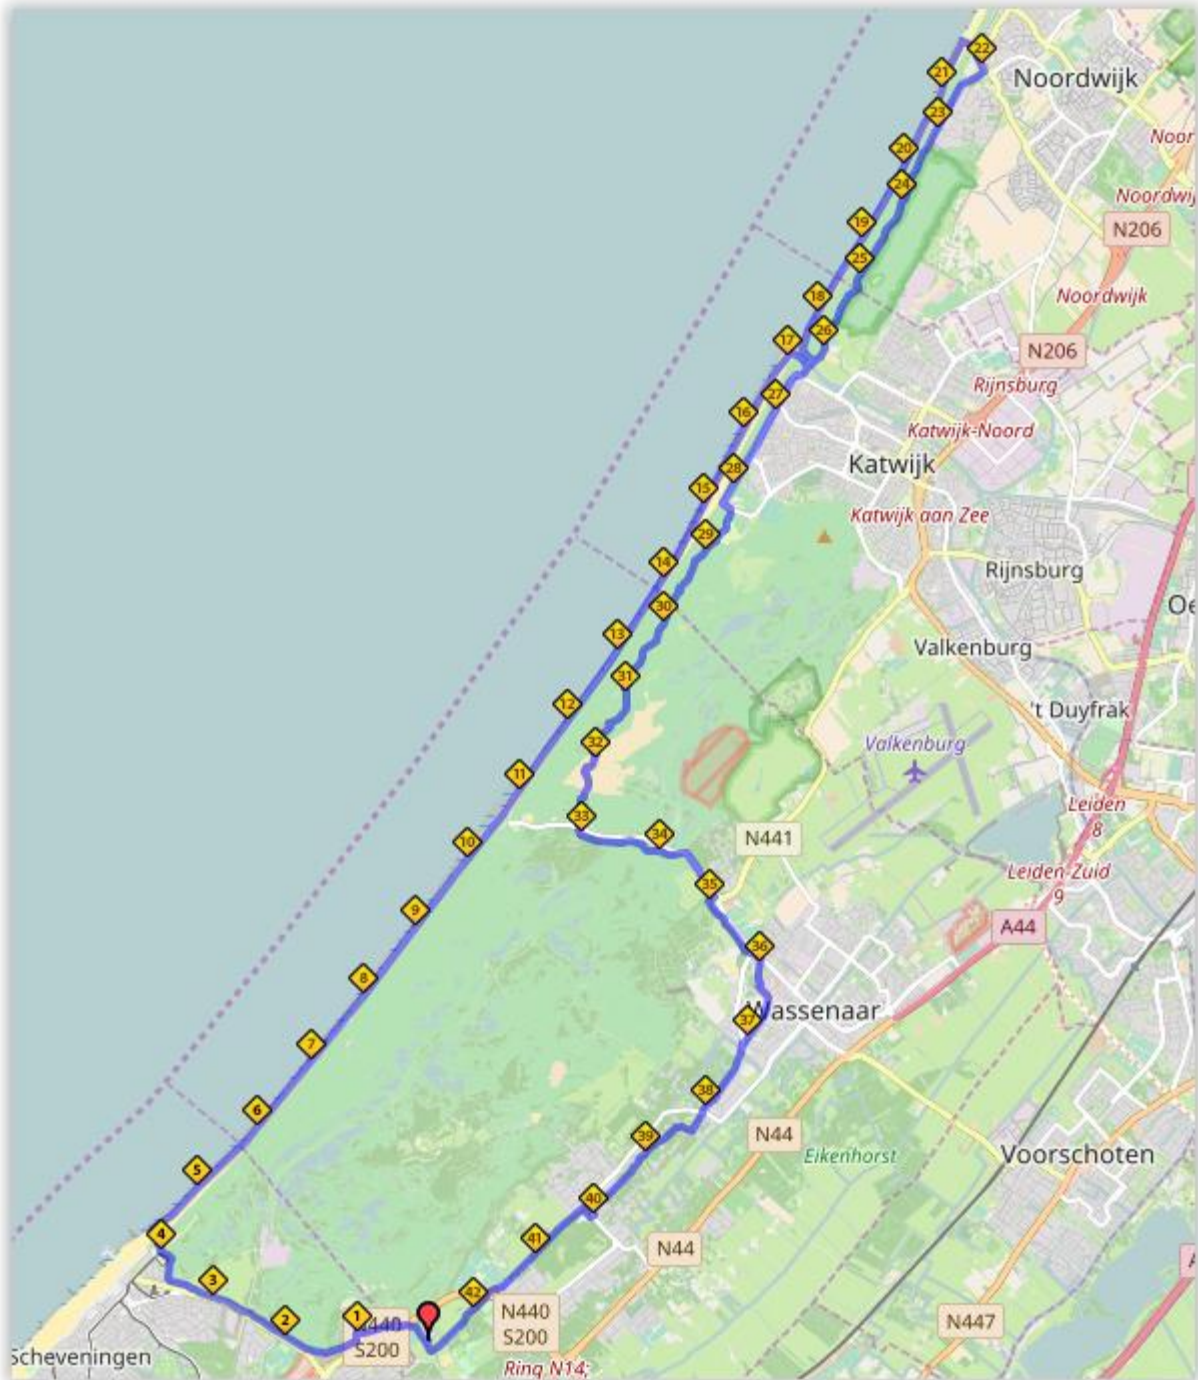 22
21
Noordwijk
23
Noor
20
24
Noordwij
19
N206
25
18
Noordwijk
26
17
N206
27
Rijnsburg
16
Katwijk-Noord
28
Katwijk
15
Katwijk aan Zee
29
14
Rijnsburg
30
Oe
13
Valkenburg
31
12
't Duyfrak
32
Valkenburg
11
Leiden
8
33
34
N441
10
Leiden-Zuid
9
35
9
A44
36
8
Wassenaar
37
7
38
6
N44
39
Eikenhorst
Voorschoten
5
40
4
41
N44
A
3
42
1
2
N440
S200
N440
S200
N447
Scheveningen
Ring N14;